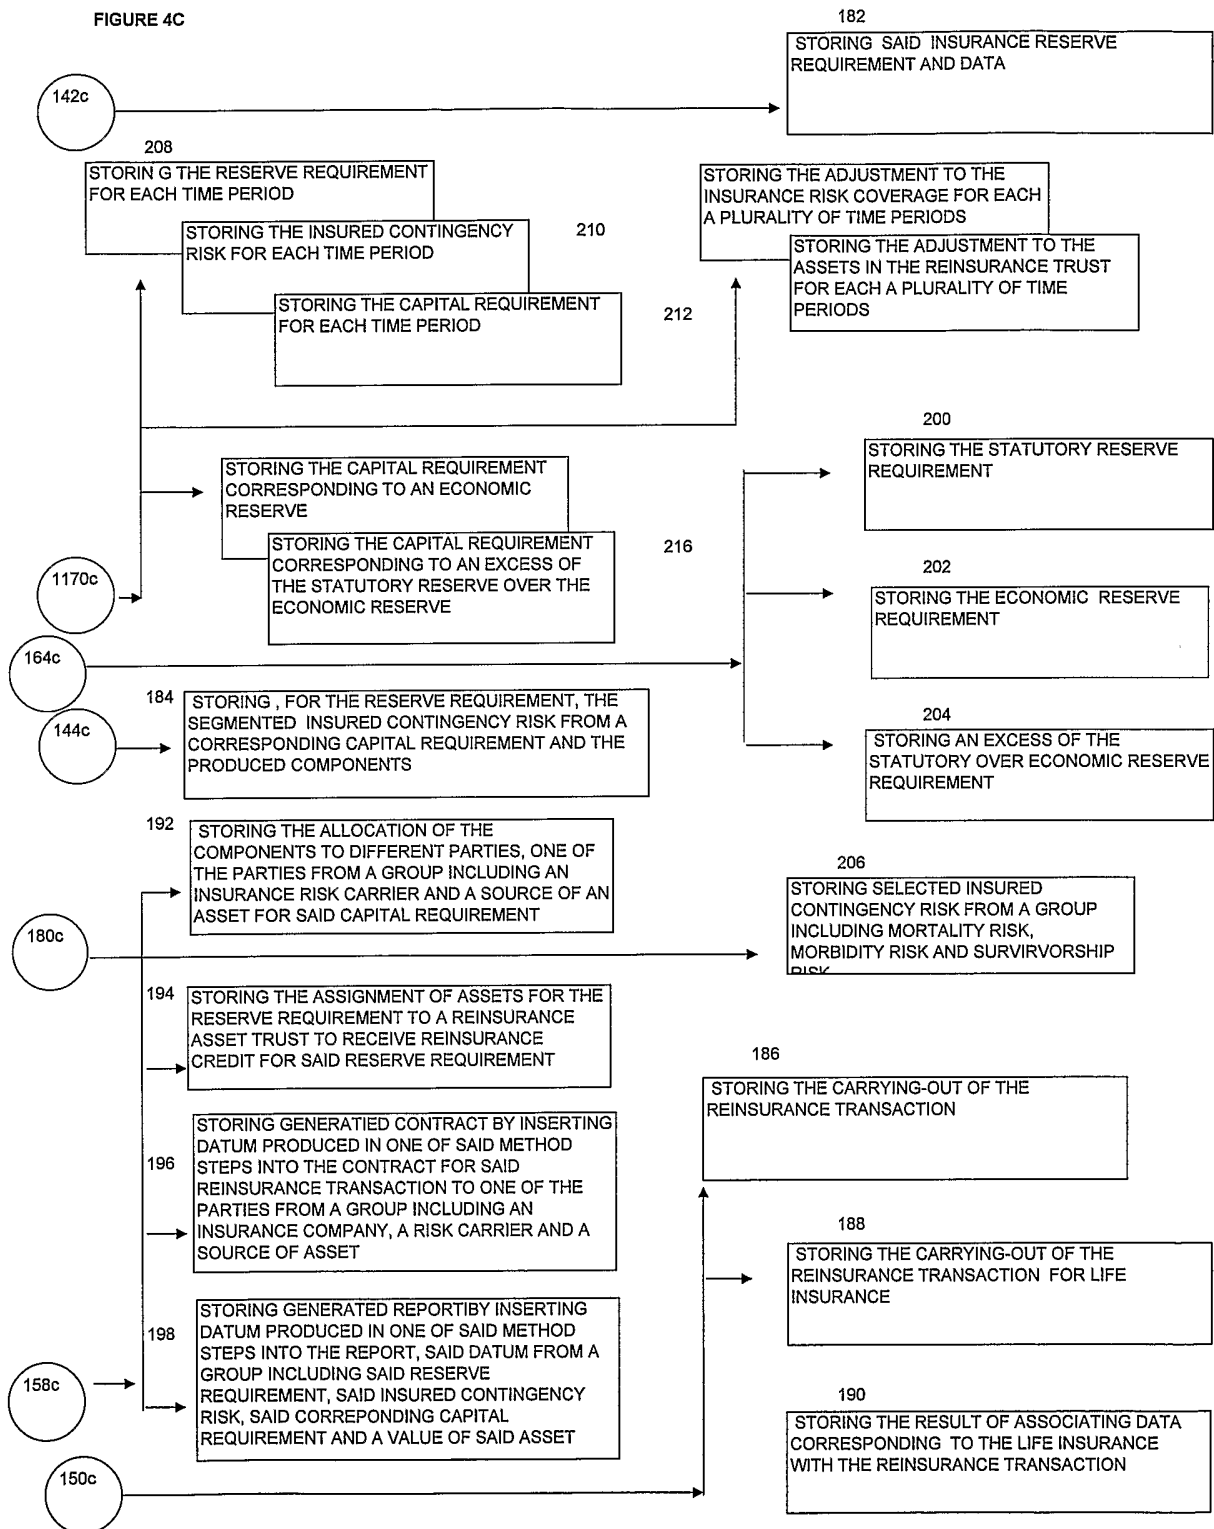 FIGURE 4C
182
STORING SAID INSURANCE RESERVE
REQUIREMENT AND DATA
142c
208
STORIN G THE RESERVE REQUIREMENT
FOR EACH TIME PERIOD
STORING THE INSURED CONTINGENCY
RISK FOR EACH TIME PERIOD
210
STORING THE CAPITAL REQUIREMENT
FOR EACH TIME PERIOD
212
STORING THE ADJUSTMENT TO THE
INSURANCE RISK COVERAGE FOR EACH
A PLURALITY OF TIME PERIODS
STORING THE ADJUSTMENT TO THE
ASSETS IN THE REINSURANCE TRUST
FOR EACH A PLURALITY OF TIME
PERIODS
200
STORING THE STATUTORY RESERVE
REQUIREMENT
STORING THE CAPITAL REQUIREMENT
CORRESPONDING TO AN ECONOMIC
RESERVE
STORING THE CAPITAL REQUIREMENT
CORRESPONDING TO AN EXCESS OF
THE STATUTORY RESERVE OVER THE
ECONOMIC RESERVE
216
1170c
202
STORING THE ECONOMIC RESERVE
REQUIREMENT
164c
184
STORING , FOR THE RESERVE REQUIREMENT, THE
SEGMENTED INSURED CONTINGENCY RISK FROM A
CORRESPONDING CAPITAL REQUIREMENT AND THE
PRODUCED COMPONENTS
144c
204
STORING AN EXCESS OF THE
STATUTORY OVER ECONOMIC RESERVE
REQUIREMENT
192
STORING THE ALLOCATION OF THE
COMPONENTS TO DIFFERENT PARTIES, ONE OF
THE PARTIES FROM A GROUP INCLUDING AN
INSURANCE RISK CARRIER AND A SOURCE OF AN
ASSET FOR SAID CAPITAL REQUIREMENT
206
STORING SELECTED INSURED
CONTINGENCY RISK FROM A GROUP
INCLUDING MORTALITY RISK,
MORBIDITY RISK AND SURVIRVORSHIP
RISK
180c
194
STORING THE ASSIGNMENT OF ASSETS FOR THE
RESERVE REQUIREMENT TO A REINSURANCE
ASSET TRUST TO RECEIVE REINSURANCE
CREDIT FOR SAID RESERVE REQUIREMENT
186
STORING THE CARRYING-OUT OF THE
REINSURANCE TRANSACTION
196
STORING GENERATIED CONTRACT BY INSERTING
DATUM PRODUCED IN ONE OF SAID METHOD
STEPS INTO THE CONTRACT FOR SAID
REINSURANCE TRANSACTION TO ONE OF THE
PARTIES FROM A GROUP INCLUDING AN
INSURANCE COMPANY, A RISK CARRIER AND A
SOURCE OF ASSET
188
STORING THE CARRYING-OUT OF THE
REINSURANCE TRANSACTION FOR LIFE
INSURANCE
198
STORING GENERATED REPORTIBY INSERTING
DATUM PRODUCED IN ONE OF SAID METHOD
STEPS INTO THE REPORT, SAID DATUM FROM A
GROUP INCLUDING SAID RESERVE
REQUIREMENT, SAID INSURED CONTINGENCY
RISK, SAID CORREPONDING CAPITAL
REQUIREMENT AND A VALUE OF SAID ASSET
158c
190
STORING THE RESULT OF ASSOCIATING DATA
CORRESPONDING TO THE LIFE INSURANCE
WITH THE REINSURANCE TRANSACTION
150c